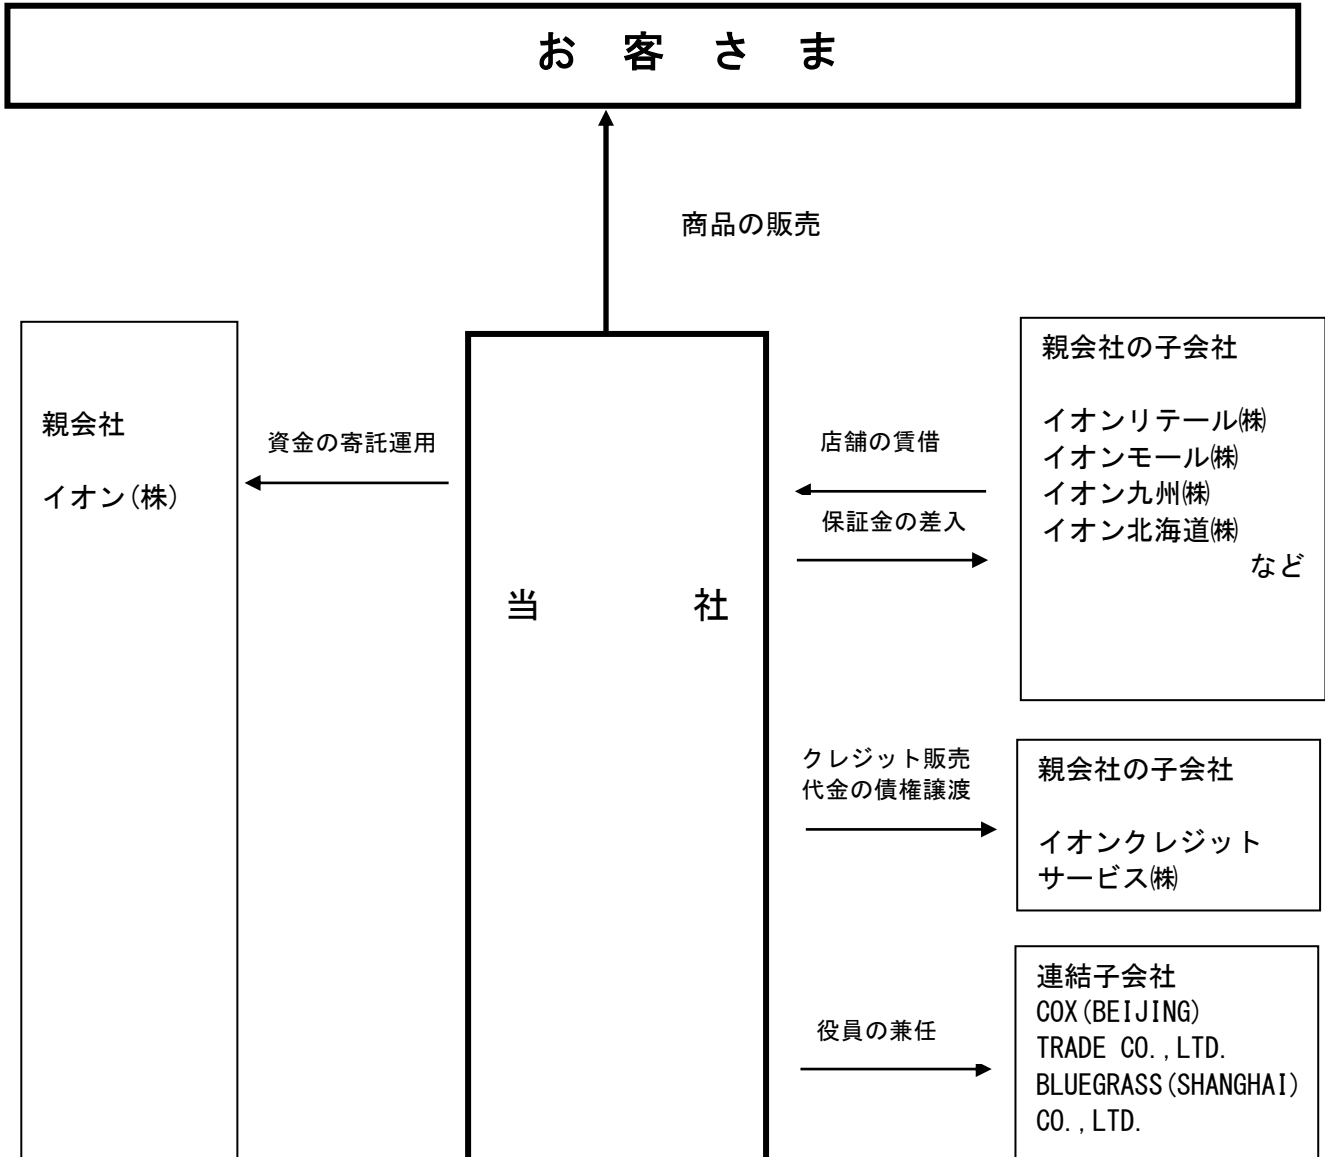 お客さま
商品の販売
親会社
イオン(株)
資金の寄託運用
当社
店舗の賃借
保証金の差入
親会社の子会社
イオンリテール㈱
イオンモール㈱
イオン九州㈱
イオン北海道㈱
など
クレジット販売
代金の債権譲渡
親会社の子会社
イオンクレジット
サービス㈱
役員の兼任
連結子会社
COX(BEIJING)
TRADE CO.,LTD.
BLUEGRASS(SHANGHAI)
CO.,LTD.